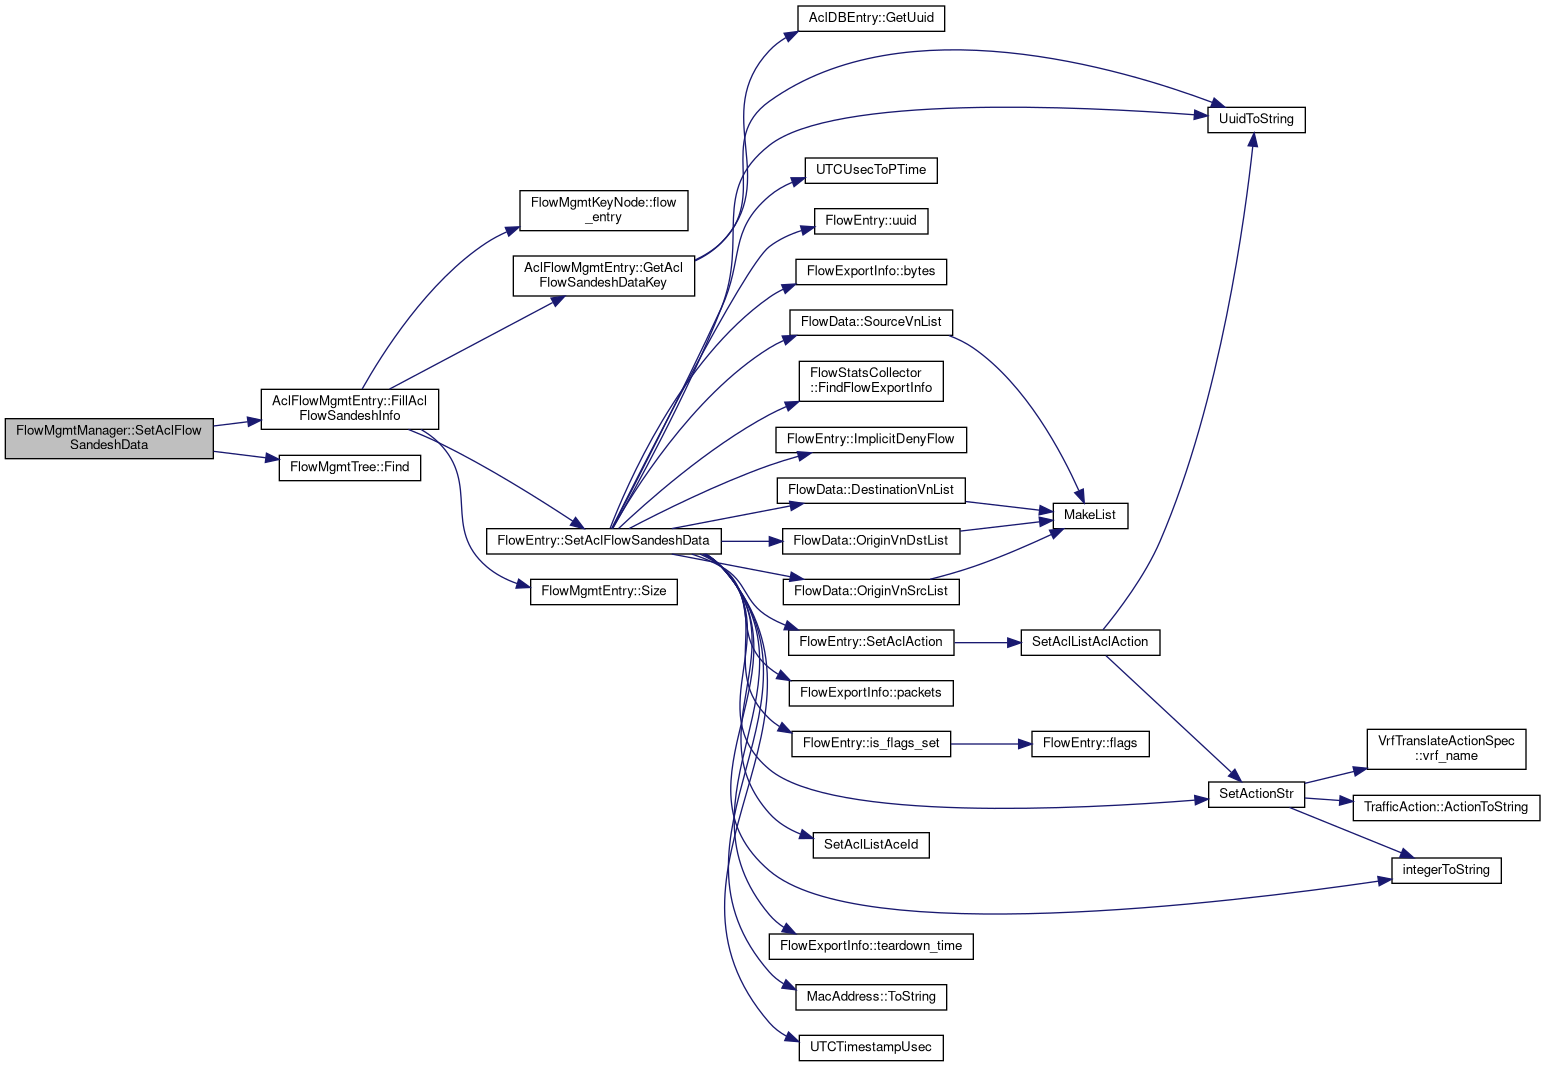 AclDBEntry::GetUuid
UuidToString
UTCUsecToPTime
FlowMgmtKeyNode::flow
_entry
FlowEntry::uuid
AclFlowMgmtEntry::GetAcl
FlowSandeshDataKey
FlowExportInfo::bytes
FlowData::SourceVnList
FlowStatsCollector
::FindFlowExportInfo
AclFlowMgmtEntry::FillAcl
FlowSandeshInfo
FlowMgmtManager::SetAclFlow
SandeshData
FlowEntry::ImplicitDenyFlow
FlowMgmtTree::Find
FlowData::DestinationVnList
MakeList
FlowEntry::SetAclFlowSandeshData
FlowData::OriginVnDstList
FlowMgmtEntry::Size
FlowData::OriginVnSrcList
FlowEntry::SetAclAction
SetAclListAclAction
FlowExportInfo::packets
FlowEntry::is_flags_set
FlowEntry::flags
VrfTranslateActionSpec
::vrf_name
SetActionStr
TrafficAction::ActionToString
SetAclListAceId
integerToString
FlowExportInfo::teardown_time
MacAddress::ToString
UTCTimestampUsec